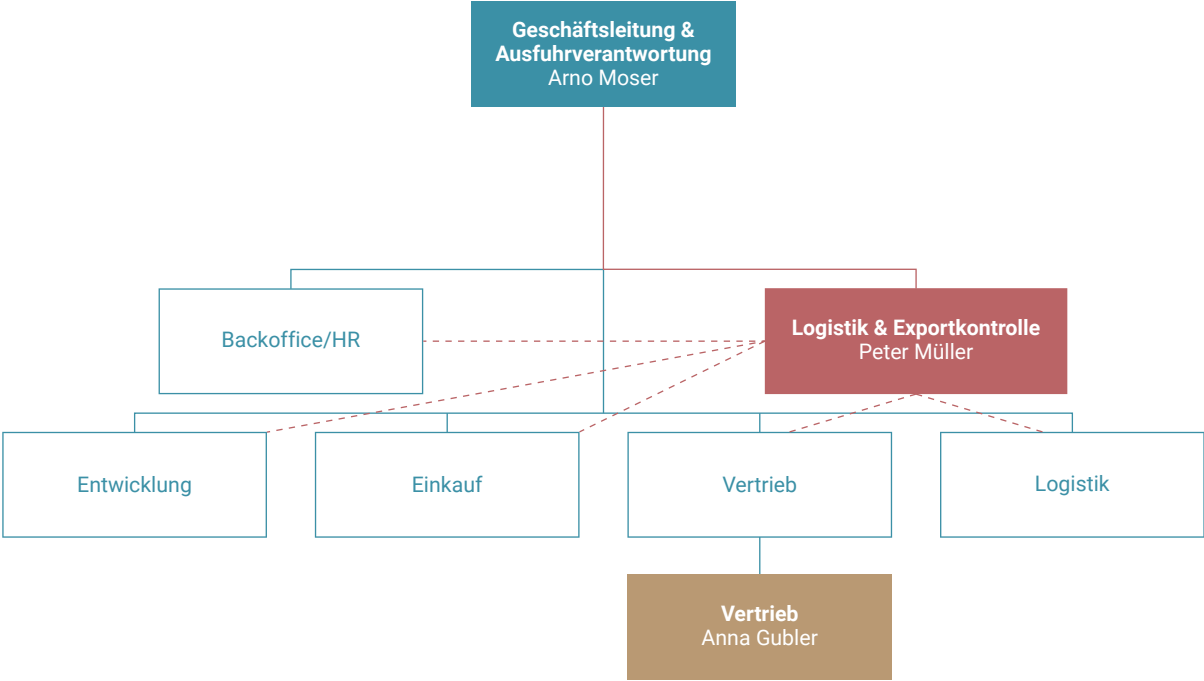 Geschäftsleitung &
Ausfuhrverantwortung
Arno Moser
Backoffice/HR
Logistik & Exportkontrolle
Peter Müller
Entwicklung
Einkauf
Vertrieb
Logistik
Vertrieb
Anna Gubler